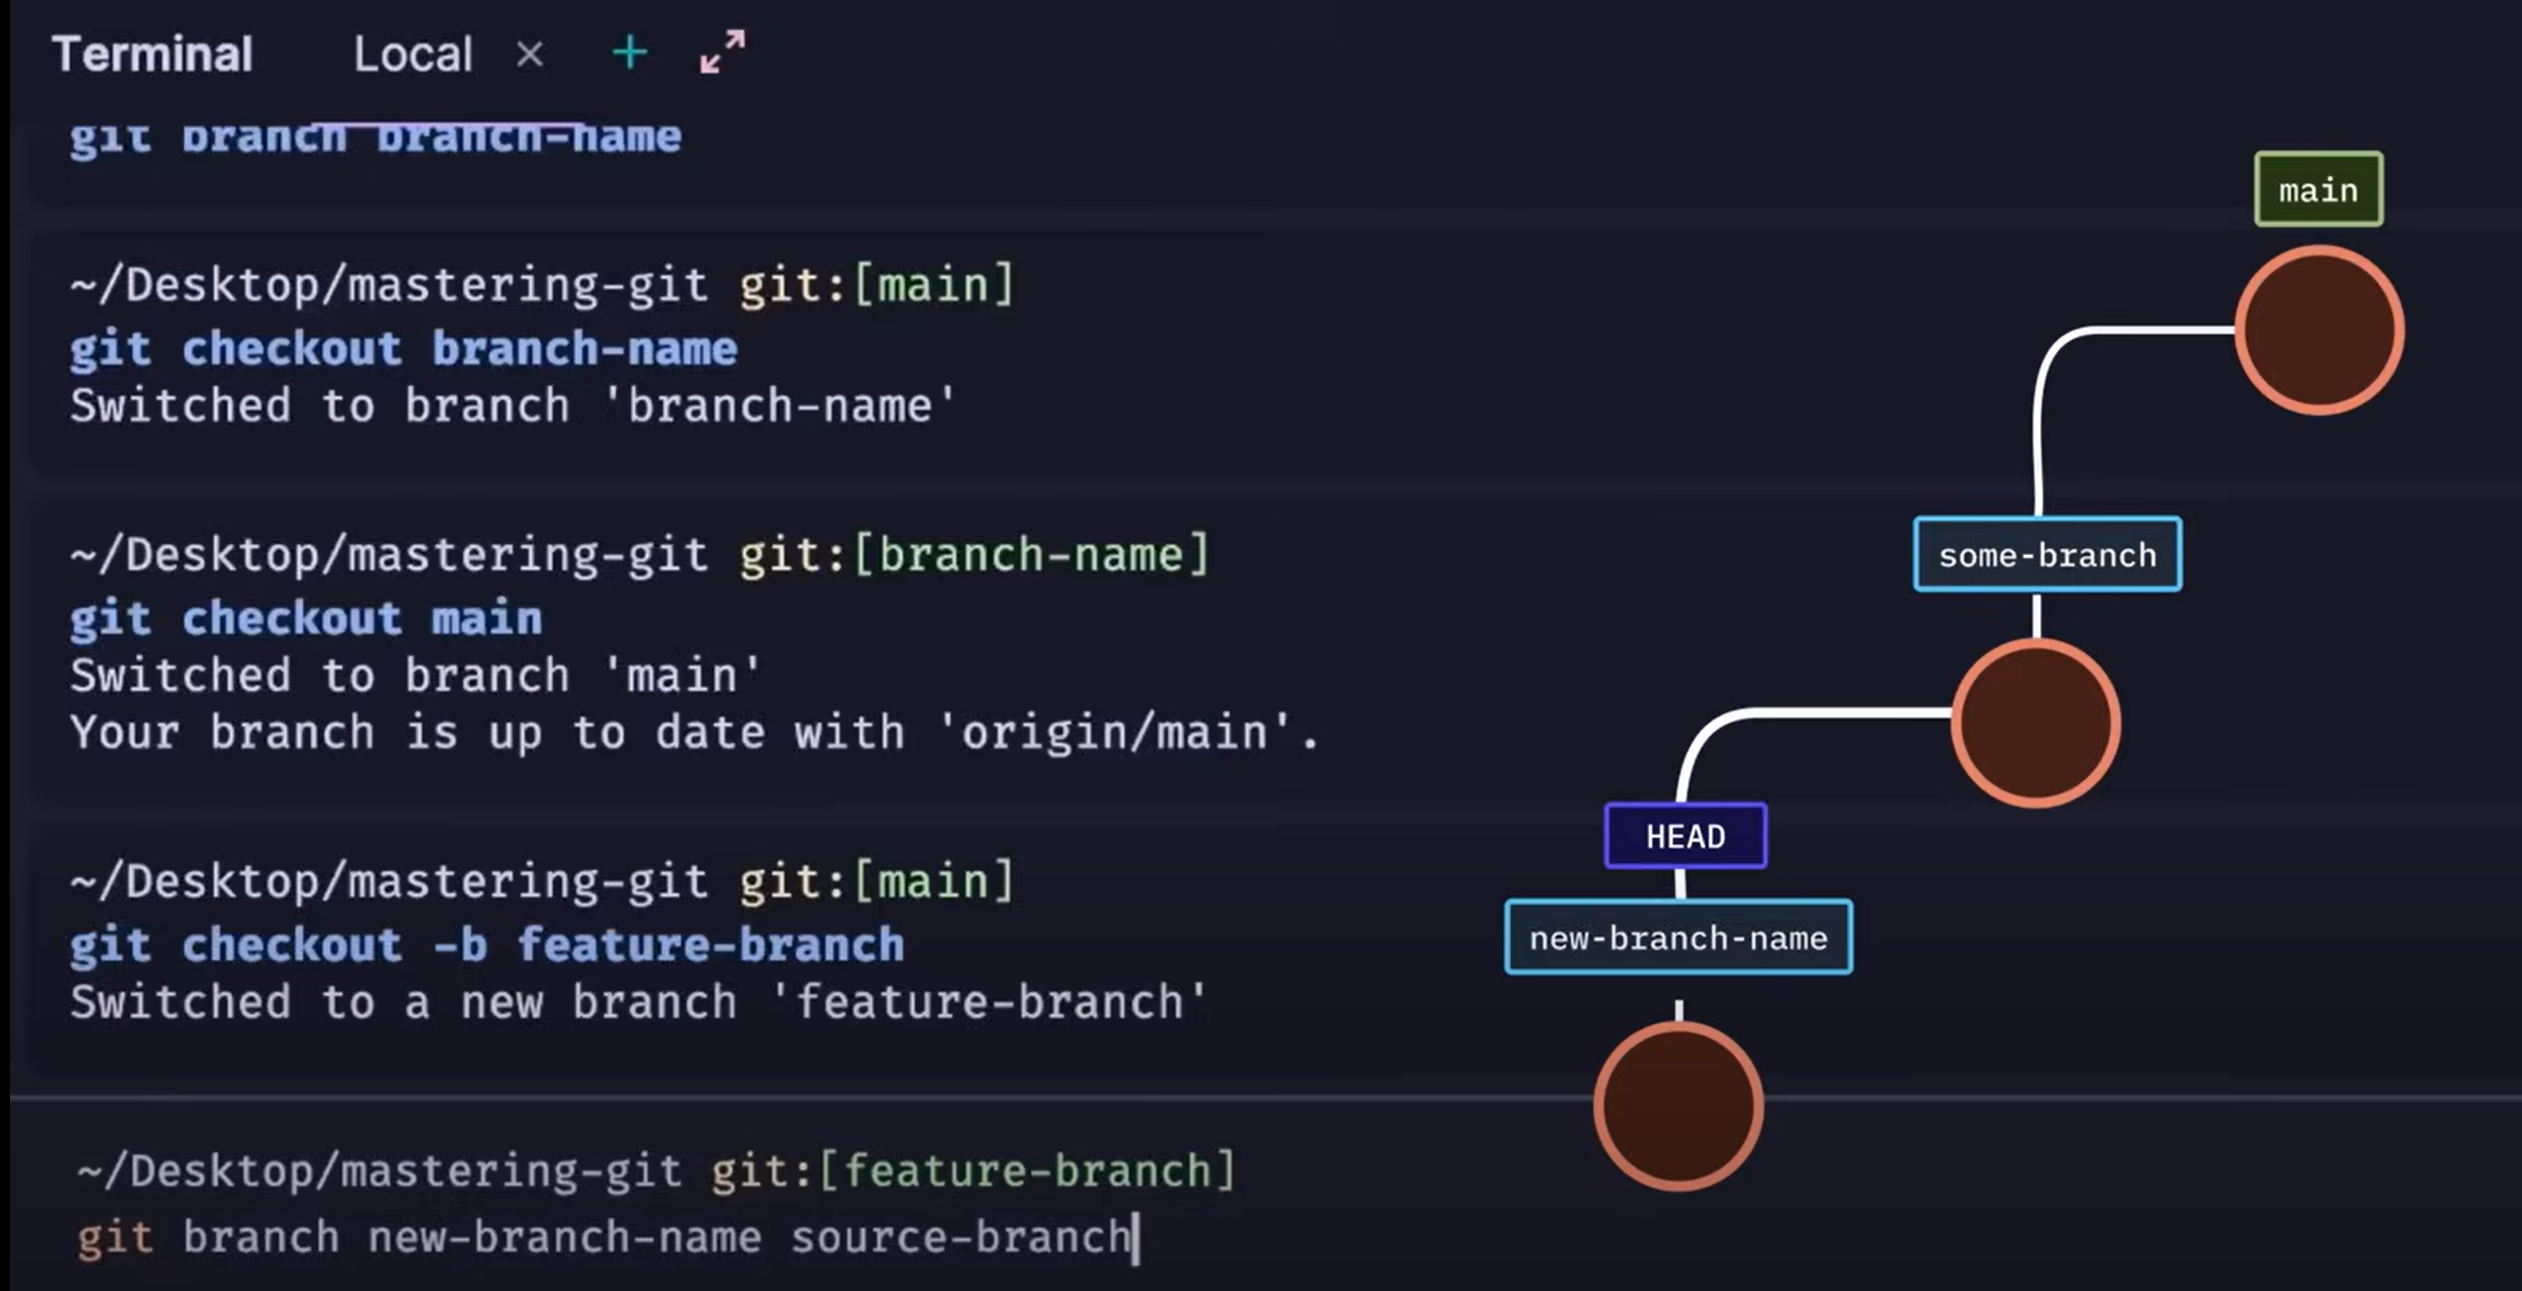 Terminal Local × +
git branch branch-name
~/Desktop/mastering-git git:[main]
git checkout branch-name
Switched to branch 'branch-name'
~/Desktop/mastering-git git:[branch-name]
git checkout main
Switched to branch 'main'
Your branch is up to date with 'origin/main'.
~/Desktop/mastering-git git:[main]
git checkout -b feature-branch
Switched to a new branch 'feature-branch'
~/Desktop/mastering-git git:[feature-branch]
git branch new-branch-name source-branch
main
some-branch
HEAD
new-branch-name